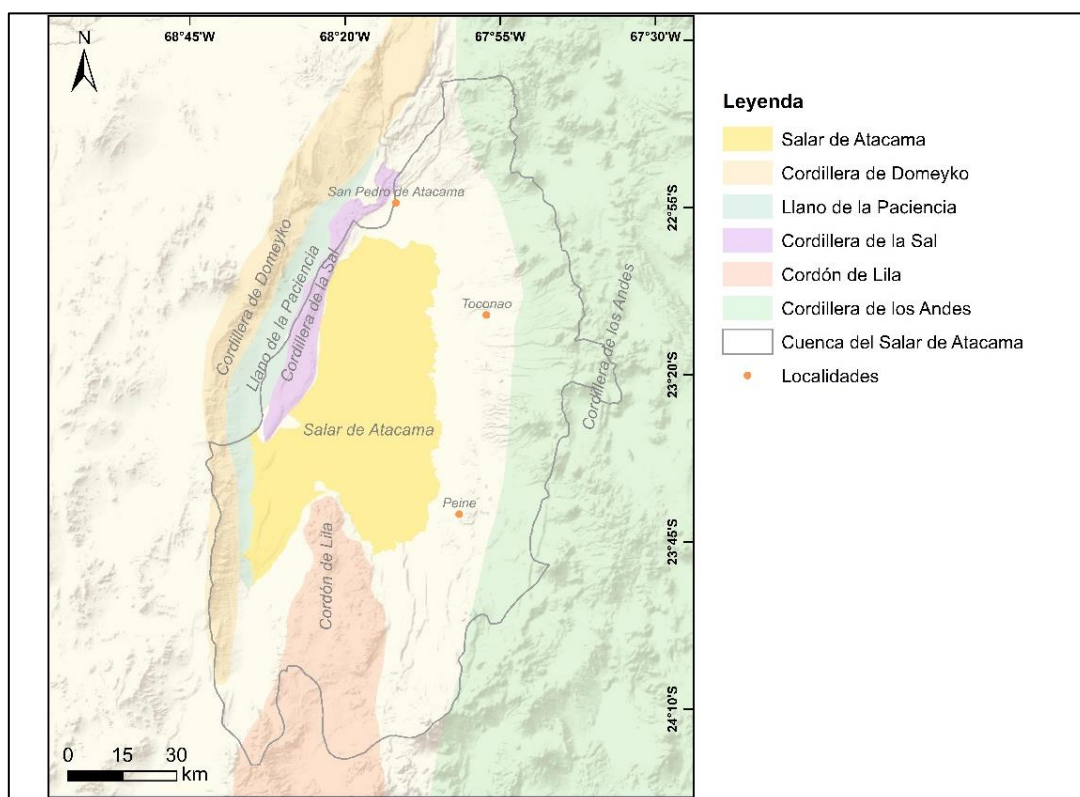 N
68°45'W
68°20'W
67°55'W
67°30'W
22°55'S
23°20'S
23°45'S
24°10'S
San Pedro de Atacama
Cordillera de Domeyko
Llano de la Paciencia
Cordillera de la Sal
Toconao
Cordillera de los Andes
Salar de Atacama
Peine
Cordón de Lila
0 15 30
km
Leyenda
Salar de Atacama
Cordillera de Domeyko
Llano de la Paciencia
Cordillera de la Sal
Cordón de Lila
Cordillera de los Andes
Cuenca del Salar de Atacama
Localidades